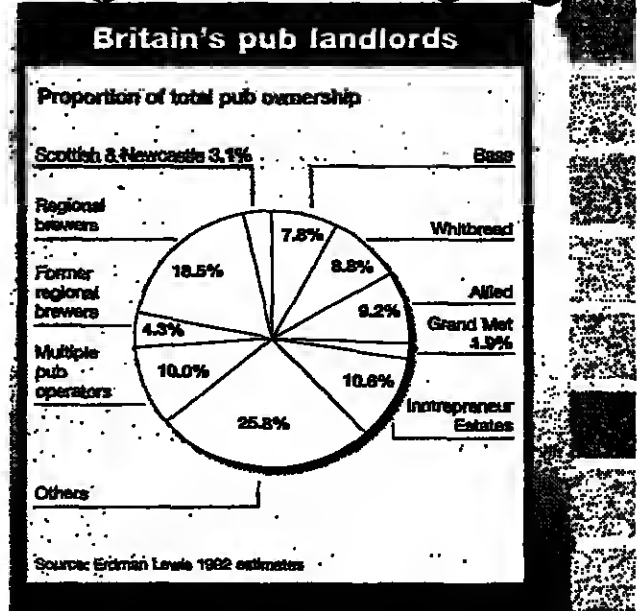 Britain's pub landlords
Proportion of total pub ownership
Scottish & Newcastle 3.1%
Bass
Regional
brewers
Whitbread
7.8%
8.8%
18.5%
Former
regional
brewers
Allied
9.2%
Grand Met
1.9%
4.3%
Multiple
pub
operators
10.0%
10.6%
Inntrepreneur
Estates
25.8%
Others
Source: Erdman Lewis 1992 estimates